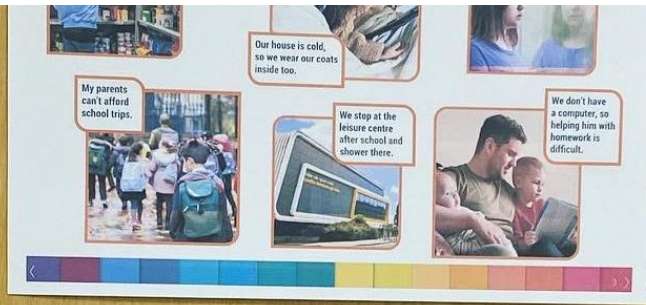 Our house is cold,
so we wear our coats
inside too.
My parents
can't afford
school trips.
We stop at the
leisure centre
after school and
shower there.
We don't have
a computer, so
helping him with
homework is
difficult.
3